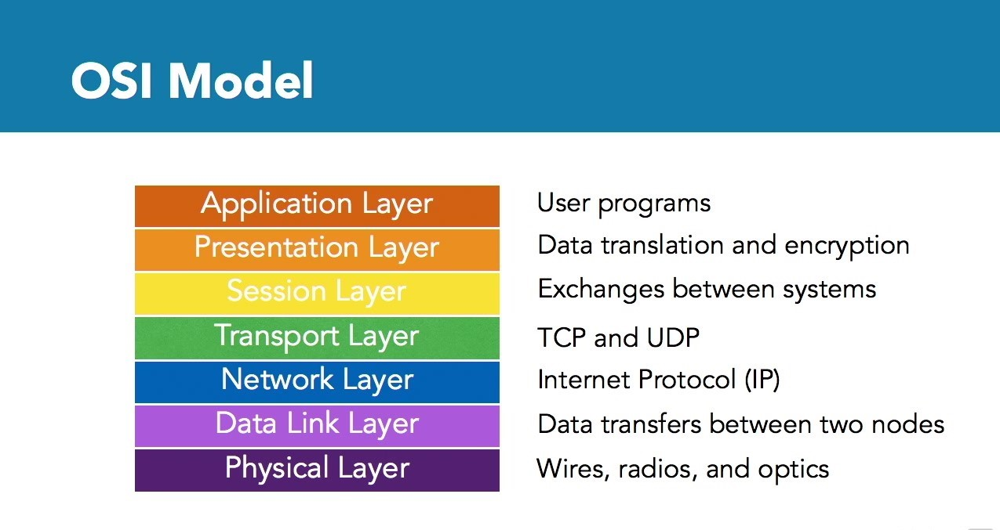 OSI Model
Application Layer User programs
Presentation Layer Data translation and encryption
Session Layer Exchanges between systems
Transport Layer TCP and UDP
Network Layer Internet Protocol (IP)
Data Link Layer Data transfers between two nodes
Physical Layer Wires, radios, and optics